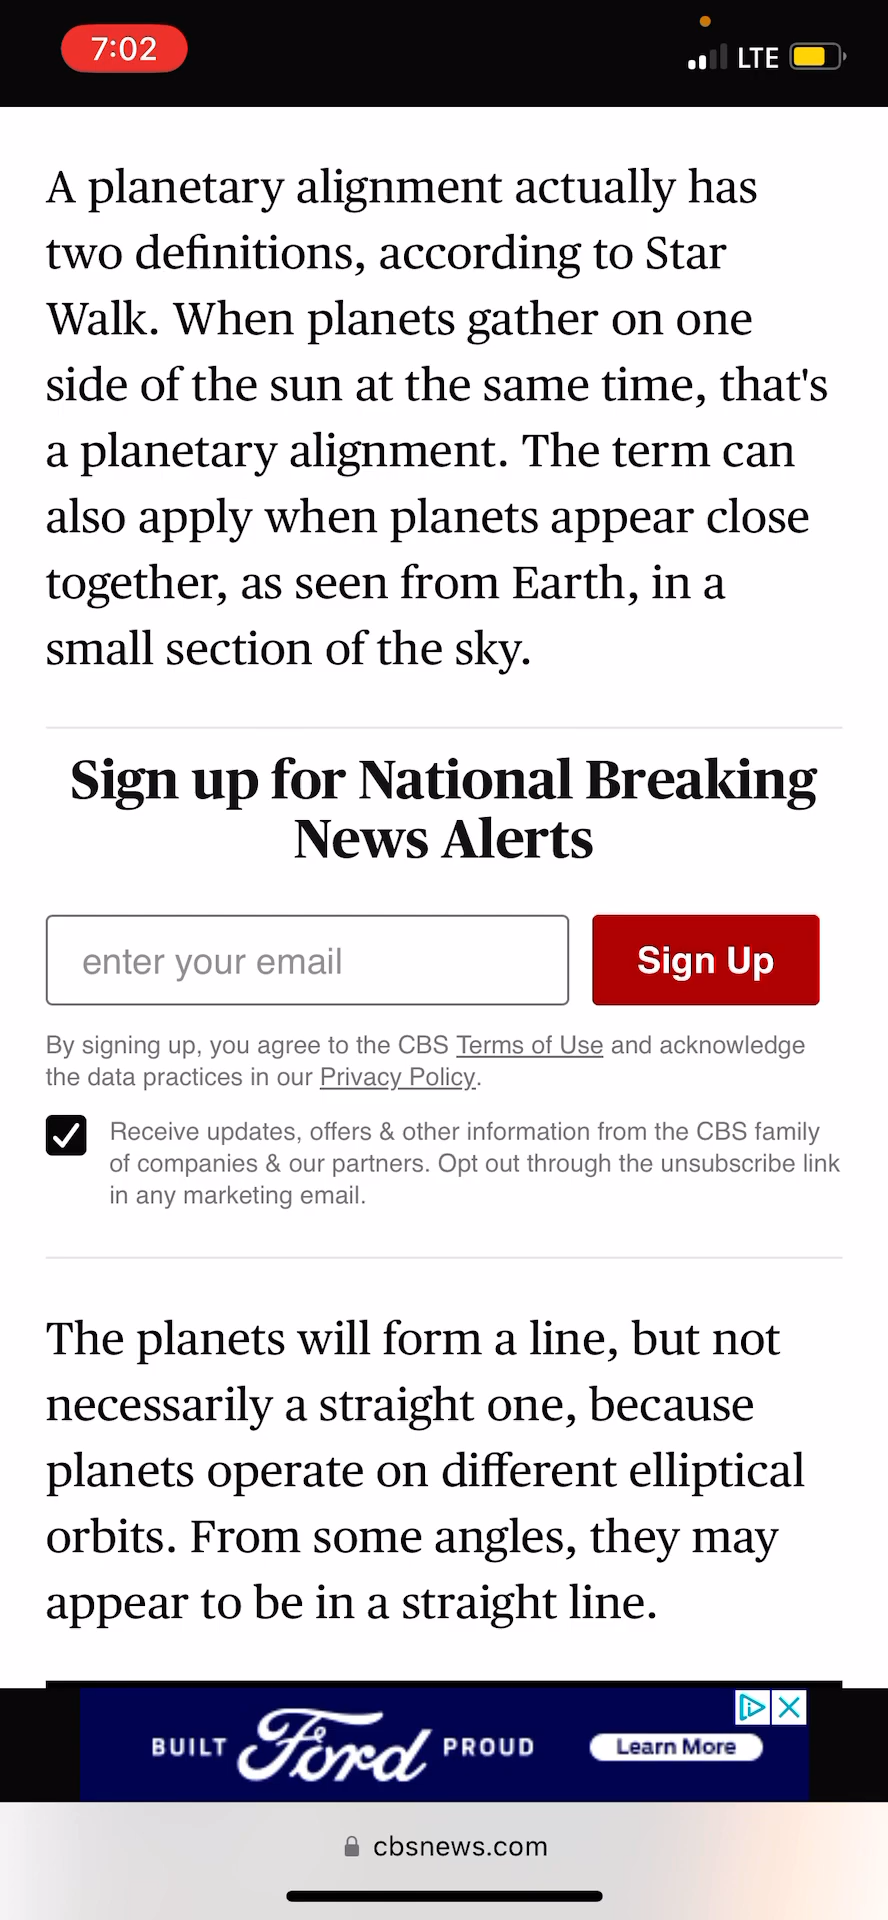 7:02
LTE
A planetary alignment actually has
two definitions, according to Star
Walk. When planets gather on one
side of the sun at the same time, that's
a planetary alignment. The term can
also apply when planets appear close
together, as seen from Earth, in a
small section of the sky.
Sign up for National Breaking
News Alerts
enter your email
Sign Up
By signing up, you agree to the CBS Terms of Use and acknowledge
the data practices in our Privacy Policy.
Receive updates, offers & other information from the CBS family
of companies & our partners. Opt out through the unsubscribe link
in any marketing email.
The planets will form a line, but not
necessarily a straight one, because
planets operate on different elliptical
orbits. From some angles, they may
appear to be in a straight line.
BUILT Ford PROUD Learn More
cbsnews.com